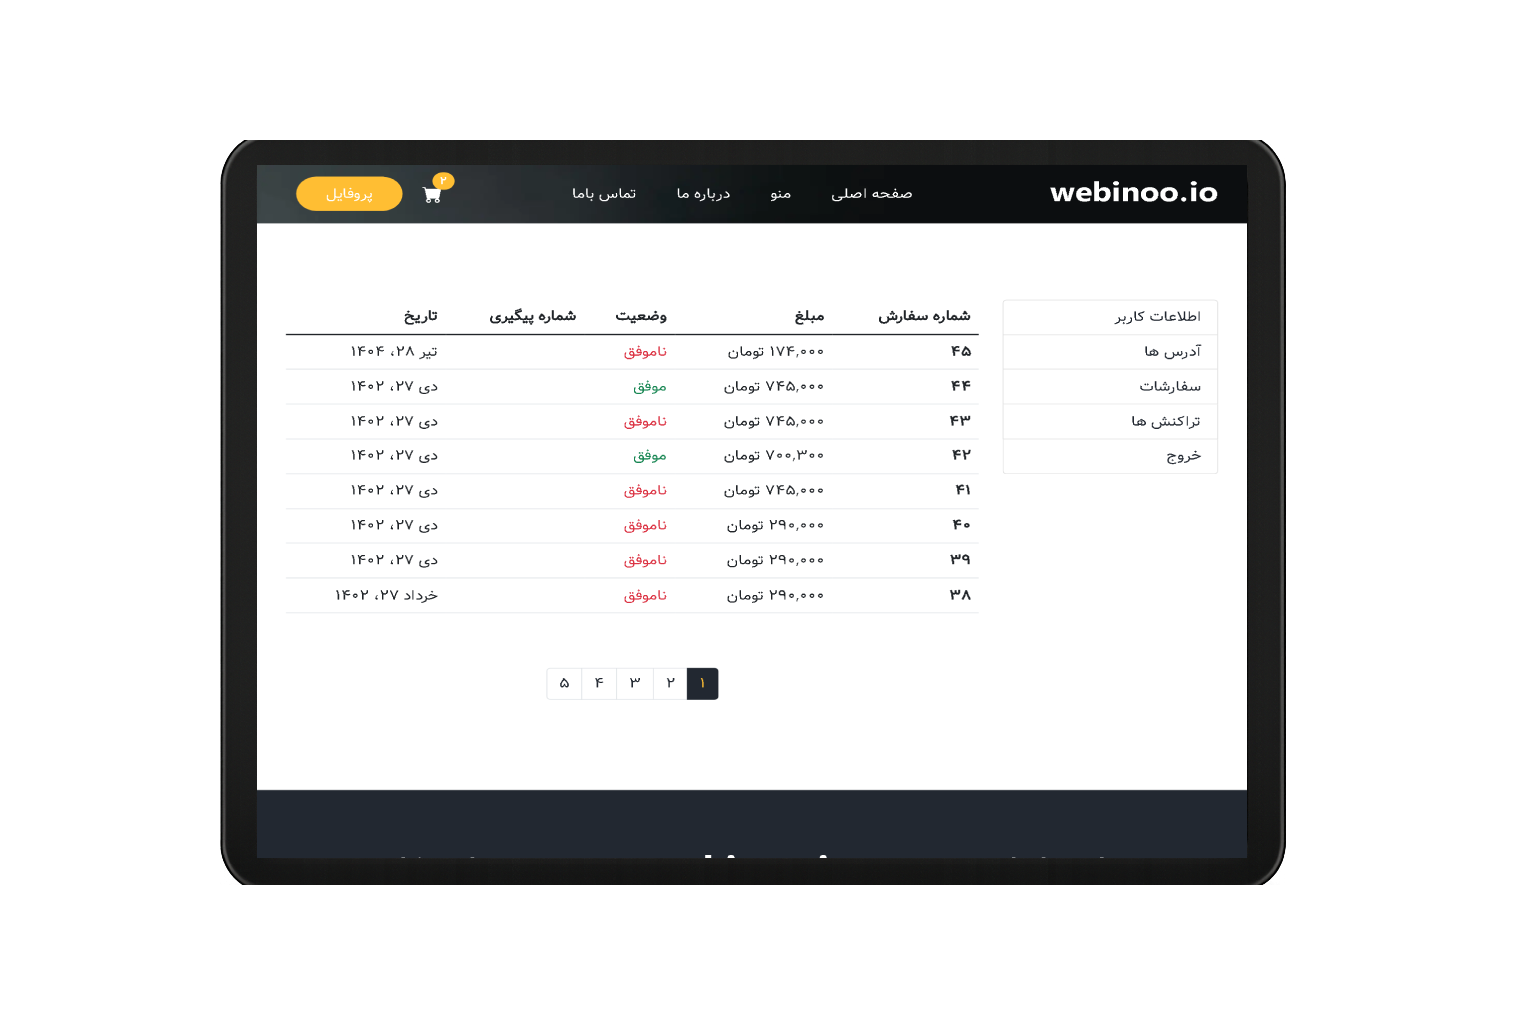 webinoo.io صفحه اصلی منو درباره ما تماس باما ۲ پروفایل
اطلاعات کاربر
آدرس ها
سفارشات
تراکنش ها
خروج
شماره سفارش مبلغ وضعیت شماره پیگیری تاریخ
۴۵ ۱۷۴,۰۰۰ تومان ناموفق تیر ۲۸، ۱۴۰۴
۴۴ ۷۴۵,۰۰۰ تومان موفق دی ۲۷، ۱۴۰۲
۴۳ ۷۴۵,۰۰۰ تومان ناموفق دی ۲۷، ۱۴۰۲
۴۲ ۷۰۰,۳۰۰ تومان موفق دی ۲۷، ۱۴۰۲
۴۱ ۷۴۵,۰۰۰ تومان ناموفق دی ۲۷، ۱۴۰۲
۴۰ ۲۹۰,۰۰۰ تومان ناموفق دی ۲۷، ۱۴۰۲
۳۹ ۲۹۰,۰۰۰ تومان ناموفق دی ۲۷، ۱۴۰۲
۳۸ ۲۹۰,۰۰۰ تومان ناموفق خرداد ۲۷، ۱۴۰۲
۱ ۲ ۳ ۴ ۵